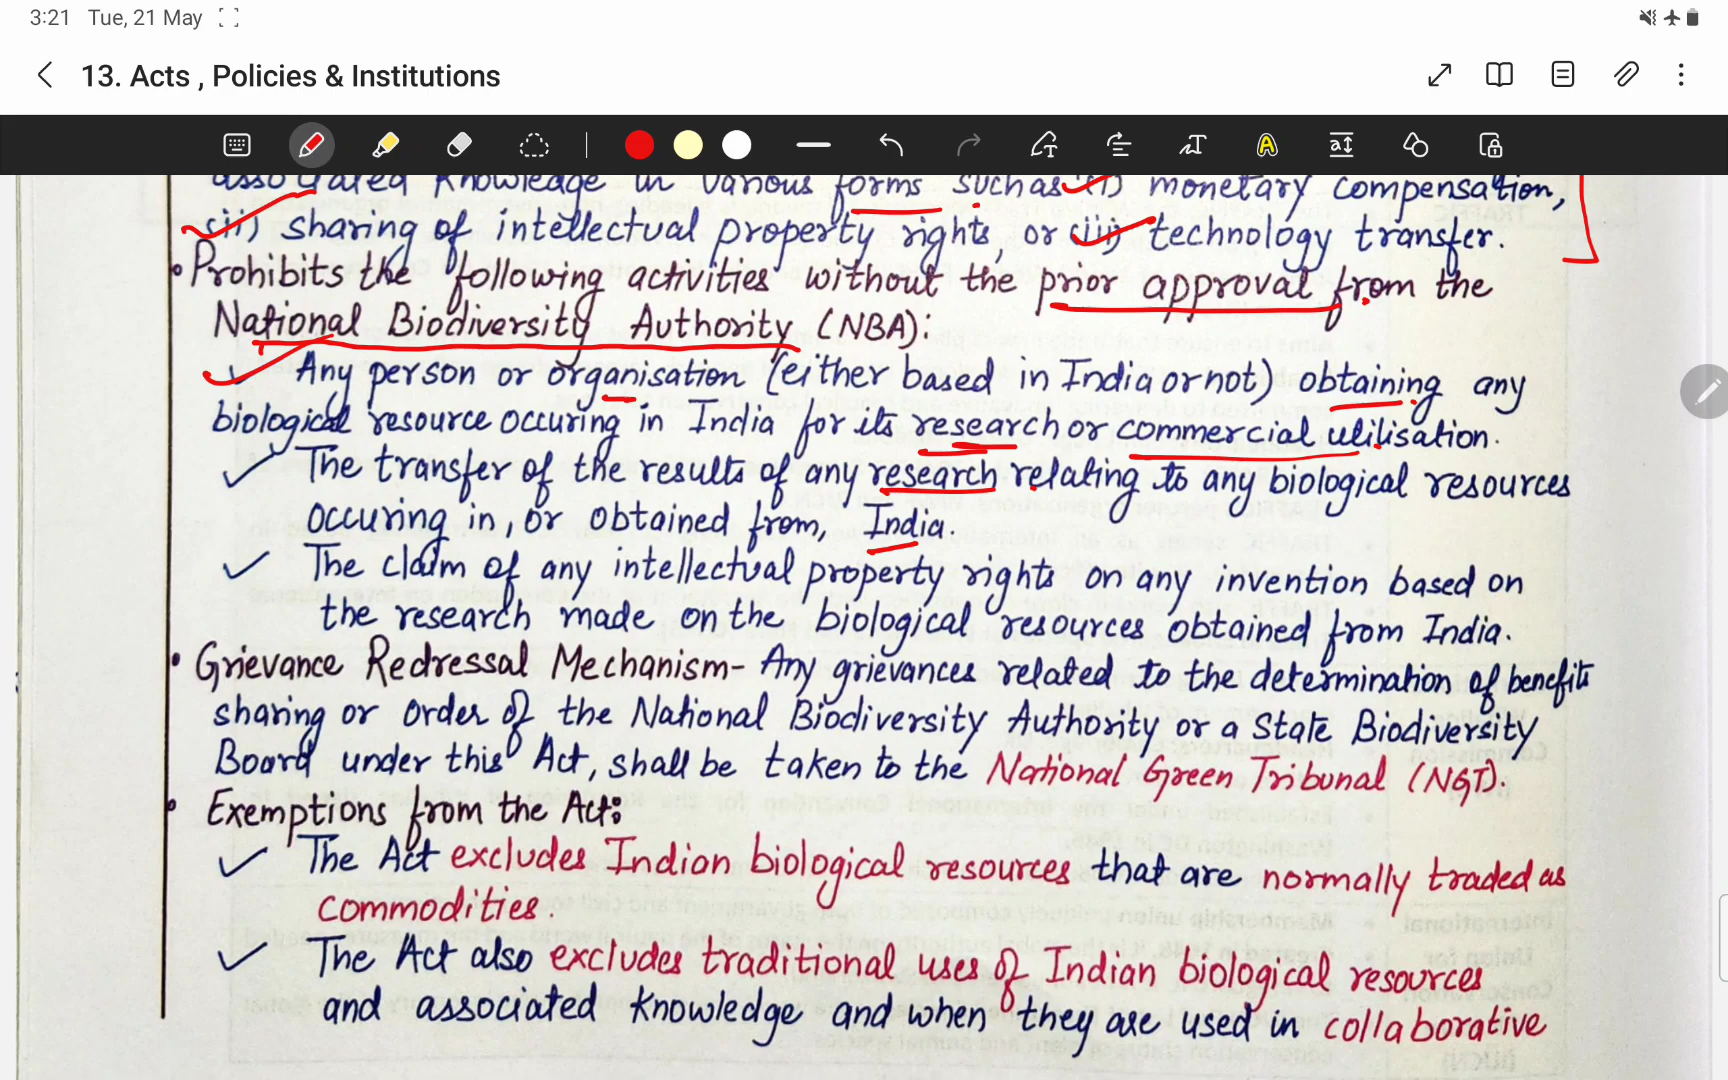 3:21 Tue, 21 May
13. Acts , Policies & Institutions
associated knowledge in various forms such as (i) monetary compensation,
(ii) sharing of intellectual property rights, or (iii) technology transfer.
• Prohibits the following activities without the prior approval from the
National Biodiversity Authority (NBA):
✓ Any person or organisation (either based in India or not) obtaining any
biological resource occuring in India for its research or commercial utilisation.
✓ The transfer of the results of any research relating to any biological resources
occuring in, or obtained from, India.
✓ The claim of any intellectual property rights on any invention based on
the research made on the biological resources obtained from India.
• Grievance Redressal Mechanism- Any grievances related to the determination of benefits
sharing or order of the National Biodiversity Authority or a State Biodiversity
Board under this Act, shall be taken to the National Green Tribunal (NGT).
• Exemptions from the Act:
✓ The Act excludes Indian biological resources that are normally traded as
commodities.
✓ The Act also excludes traditional uses of Indian biological resources
and associated knowledge and when they are used in collaborative